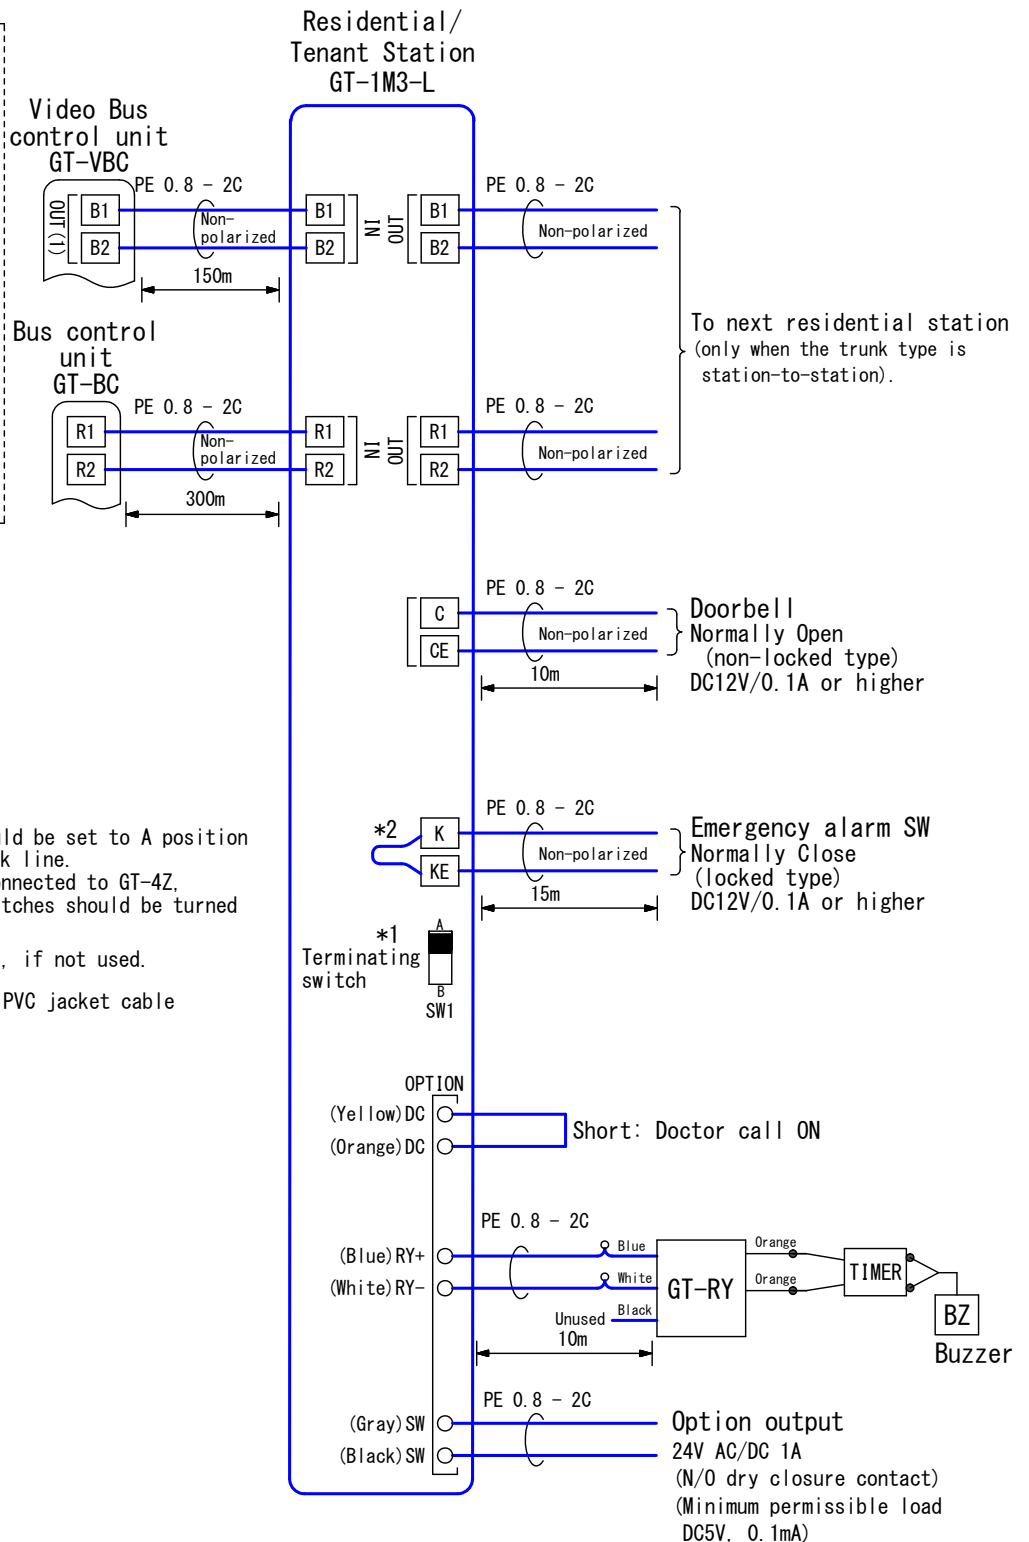 Residential/
Tenant Station
GT-1M3-L
Video Bus
control unit
GT-VBC
OUT(1)
B1
B2
PE 0.8 - 2C
Non-
polarized
150m
B1
B2
IN
OUT
B1
B2
PE 0.8 - 2C
Non-polarized
To next residential station
(only when the trunk type is
station-to-station).
Bus control
unit
GT-BC
R1
R2
PE 0.8 - 2C
Non-
polarized
300m
R1
R2
IN
OUT
R1
R2
PE 0.8 - 2C
Non-polarized
C
CE
PE 0.8 - 2C
Non-polarized
10m
Doorbell
Normally Open
(non-locked type)
DC12V/0.1A or higher
*2
K
KE
PE 0.8 - 2C
Non-polarized
15m
Emergency alarm SW
Normally Close
(locked type)
DC12V/0.1A or higher
uld be set to A position
k line.
onnected to GT-4Z,
itches should be turned
, if not used.
PVC jacket cable
*1
Terminating
switch
A
B
SW1
OPTION
(Yellow)DC
(Orange)DC
Short: Doctor call ON
PE 0.8 - 2C
(Blue)RY+
(White)RY-
Blue
White
Black
Unused
10m
GT-RY
Orange
Orange
TIMER
BZ
Buzzer
PE 0.8 - 2C
(Gray)SW
(Black)SW
Option output
24V AC/DC 1A
(N/O dry closure contact)
(Minimum permissible load
DC5V, 0.1mA)